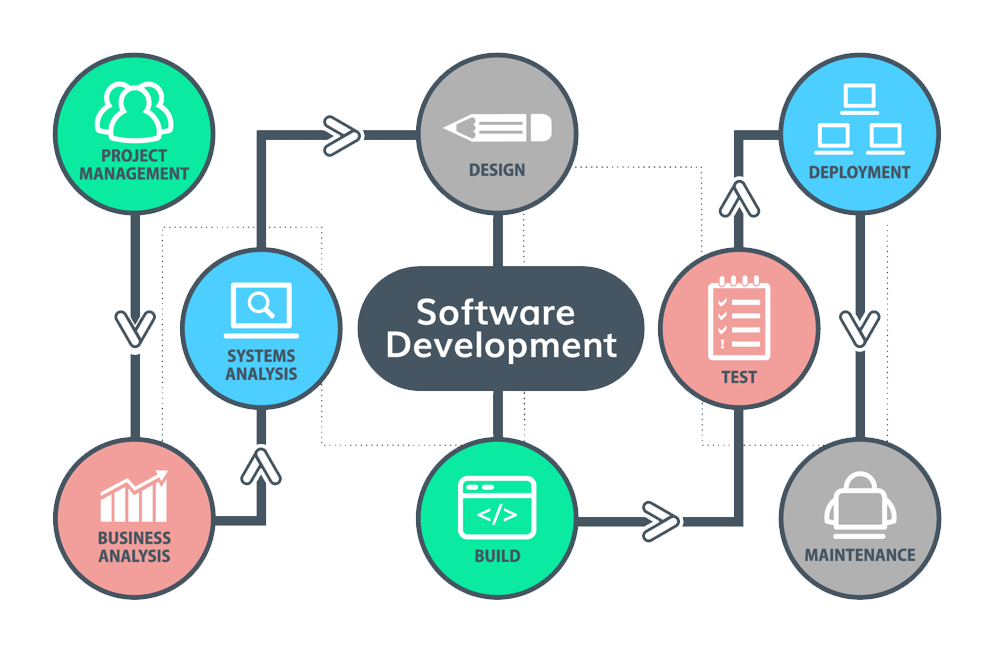 PROJECT
MANAGEMENT
BUSINESS
ANALYSIS
SYSTEMS
ANALYSIS
DESIGN
Software
Development
</>
BUILD
TEST
DEPLOYMENT
MAINTENANCE